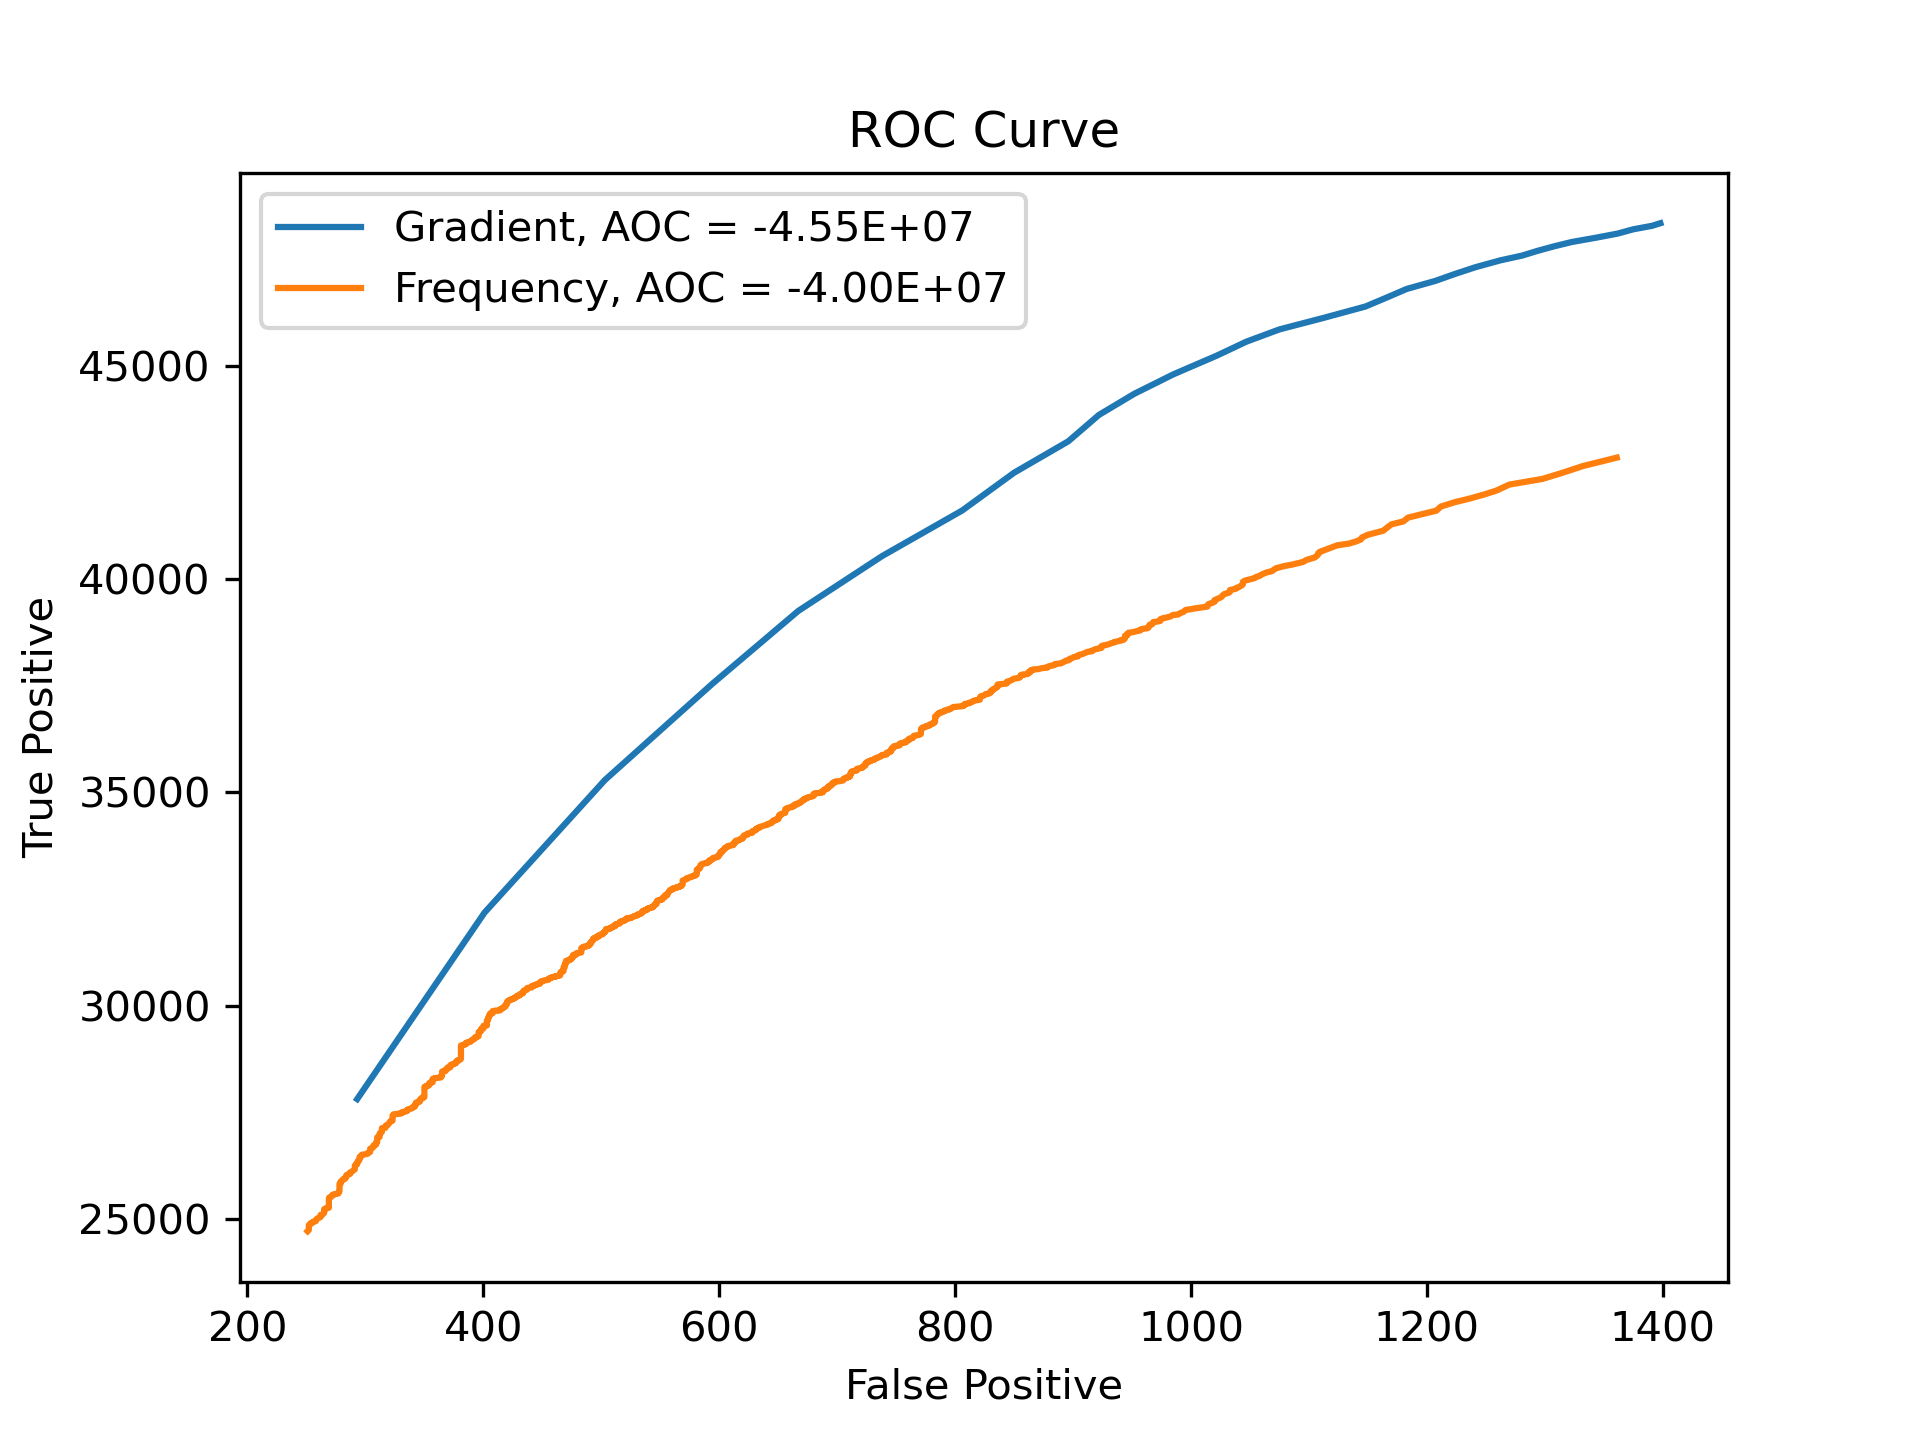 ROC Curve
Gradient, AOC = -4.55E+07
Frequency, AOC = -4.00E+07
True Positive
45000
40000
35000
30000
25000
200 400 600 800 1000 1200 1400
False Positive